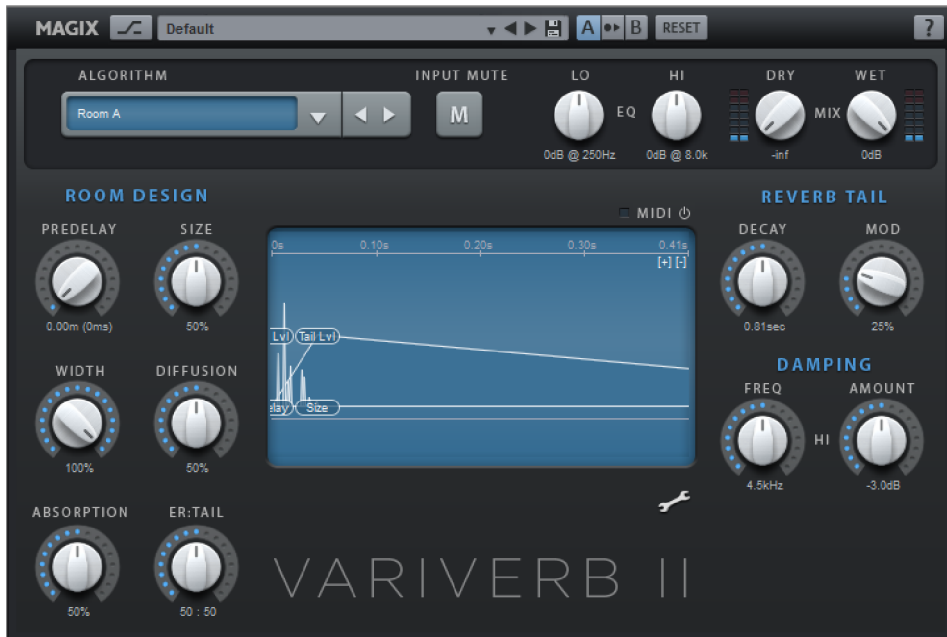 MAGIX Default A B RESET ?
ALGORITHM INPUT MUTE LO HI DRY WET
Room A M EQ MIX
0dB @ 250Hz 0dB @ 8.0k -inf 0dB
ROOM DESIGN REVERB TAIL
MIDI
PREDELAY SIZE DECAY MOD
0s 0.10s 0.20s 0.30s 0.41s
[+] [-]
0.00m (0ms) 50% 0.81sec 25%
Lvl Tail Lvl
WIDTH DIFFUSION DAMPING
FREQ AMOUNT
elay Size
HI
100% 50% 4.5kHz -3.0dB
ABSORPTION ER:TAIL
VARIVERB II
50% 50 : 50